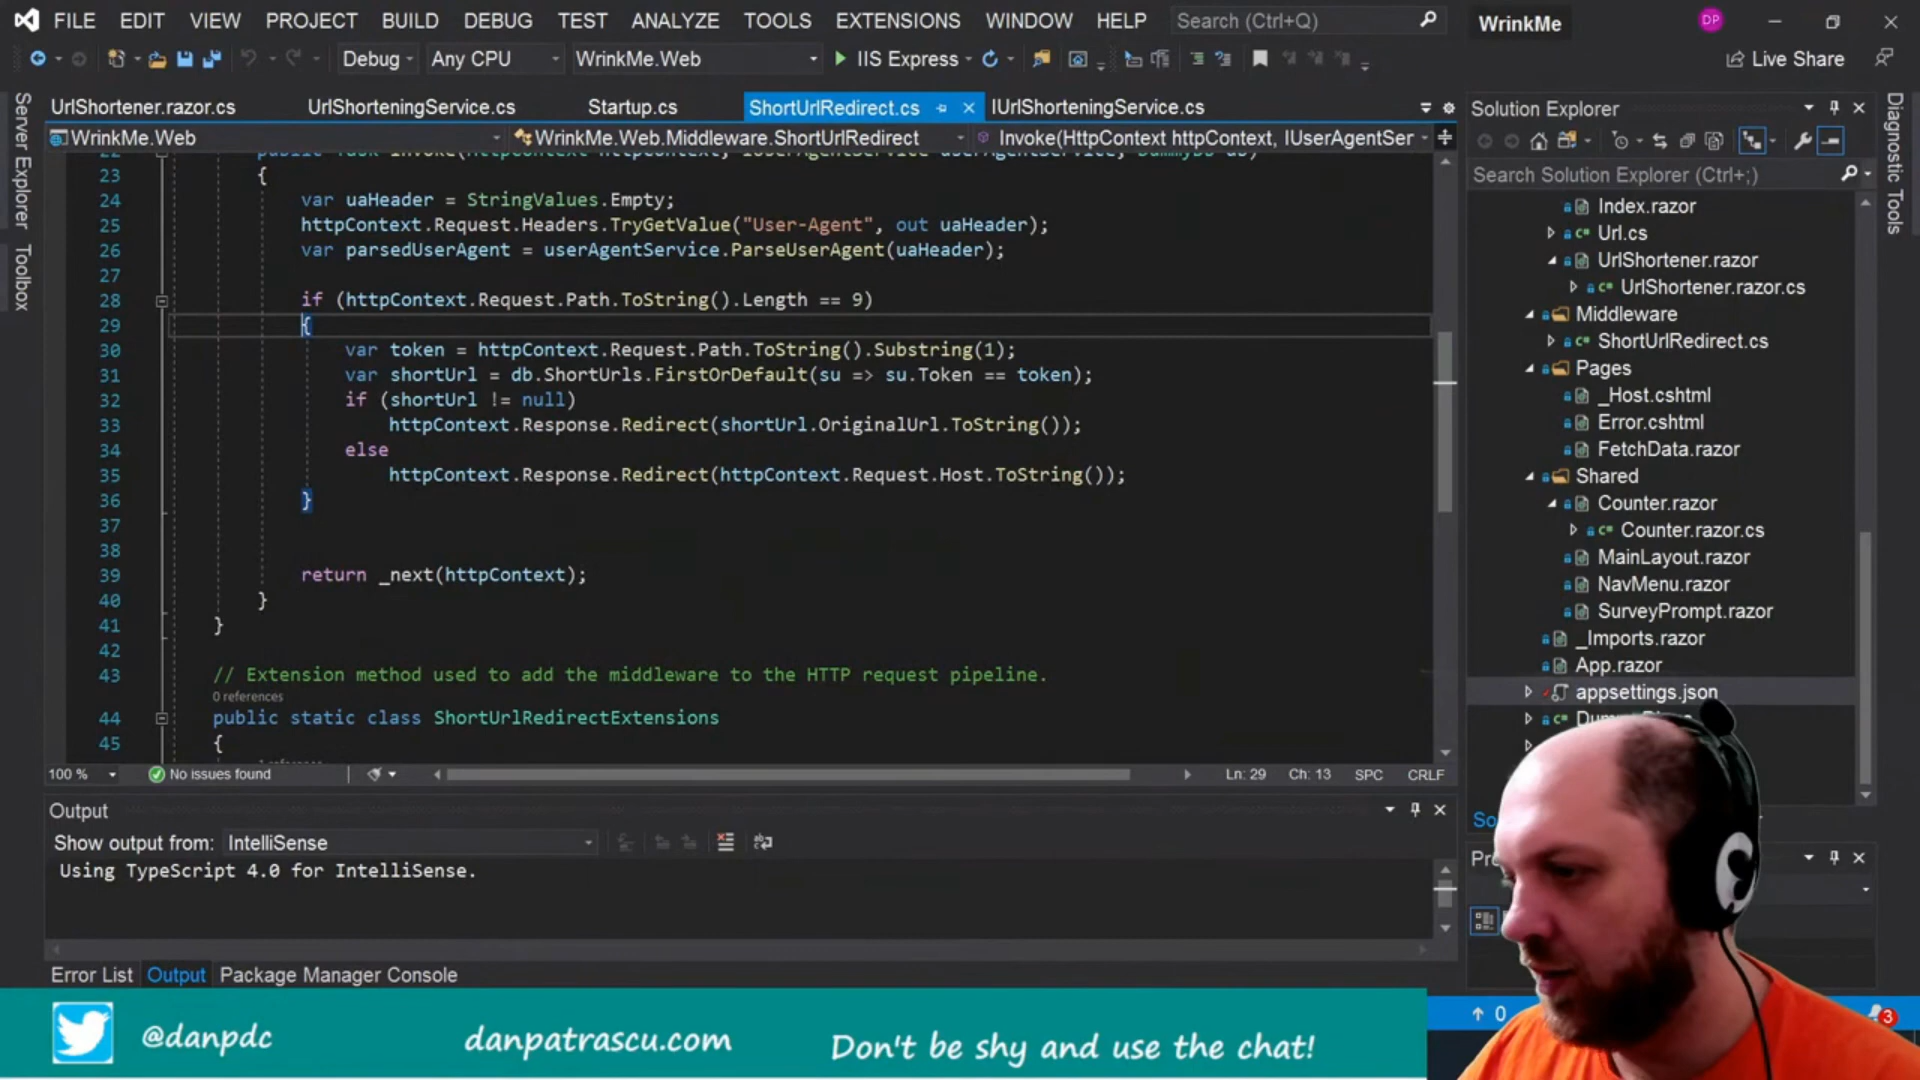 FILE EDIT VIEW PROJECT BUILD DEBUG TEST ANALYZE TOOLS EXTENSIONS WINDOW HELP Search (Ctrl+Q) WrinkMe DP
Debug Any CPU WrinkMe.Web IIS Express Live Share
UrlShortener.razor.cs UrlShorteningService.cs Startup.cs ShortUrlRedirect.cs IUrlShorteningService.cs
WrinkMe.Web WrinkMe.Web.Middleware.ShortUrlRedirect Invoke(HttpContext httpContext, IUserAgentSer
Server Explorer
Toolbox
23 {
24 var uaHeader = StringValues.Empty;
25 httpContext.Request.Headers.TryGetValue("User-Agent", out uaHeader);
26 var parsedUserAgent = userAgentService.ParseUserAgent(uaHeader);
27
28 if (httpContext.Request.Path.ToString().Length == 9)
29 {
30 var token = httpContext.Request.Path.ToString().Substring(1);
31 var shortUrl = db.ShortUrls.FirstOrDefault(su => su.Token == token);
32 if (shortUrl != null)
33 httpContext.Response.Redirect(shortUrl.OriginalUrl.ToString());
34 else
35 httpContext.Response.Redirect(httpContext.Request.Host.ToString());
36 }
37
38
39 return _next(httpContext);
40 }
41 }
42
43 // Extension method used to add the middleware to the HTTP request pipeline.
0 references
44 public static class ShortUrlRedirectExtensions
45 {
100 % No issues found Ln: 29 Ch: 13 SPC CRLF
Output
Show output from: IntelliSense
Using TypeScript 4.0 for IntelliSense.
Error List Output Package Manager Console
Solution Explorer
Search Solution Explorer (Ctrl+;)
Index.razor
Url.cs
UrlShortener.razor
UrlShortener.razor.cs
Middleware
ShortUrlRedirect.cs
Pages
_Host.cshtml
Error.cshtml
FetchData.razor
Shared
Counter.razor
Counter.razor.cs
MainLayout.razor
NavMenu.razor
SurveyPrompt.razor
_Imports.razor
App.razor
appsettings.json
Diagnostic Tools
@danpdc danpatrascu.com Don't be shy and use the chat!
0 3